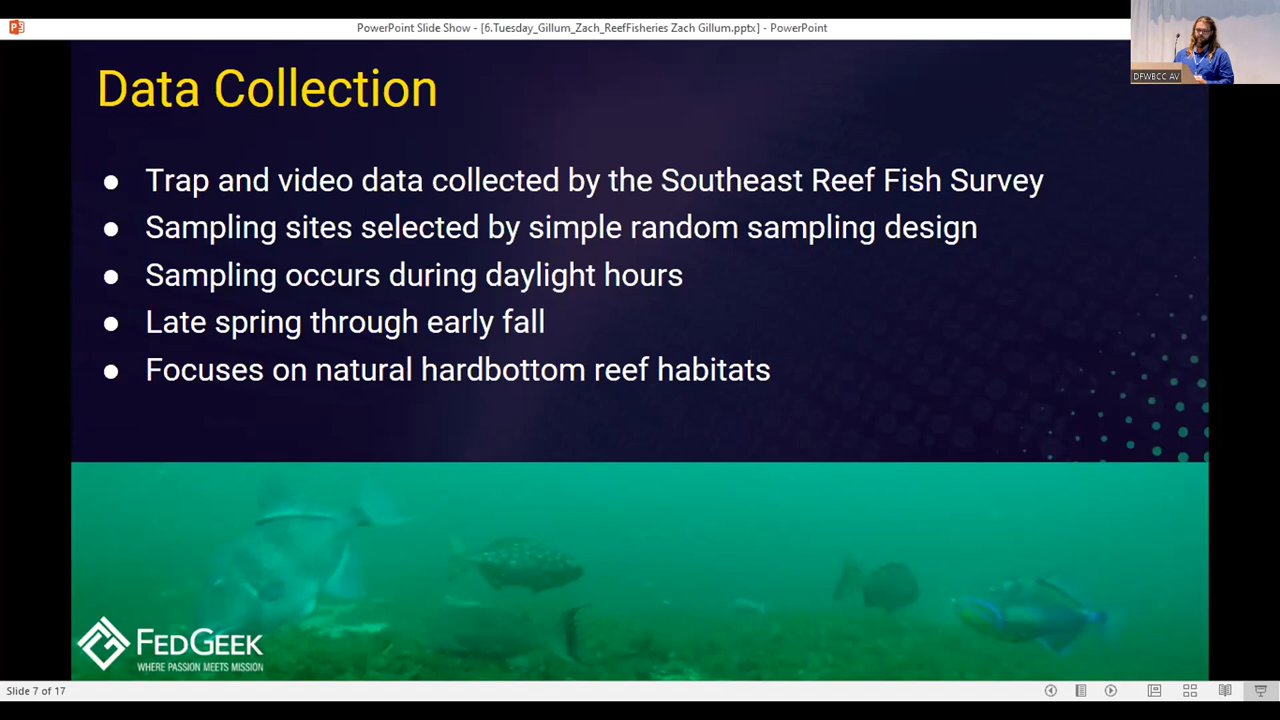 PowerPoint Slide Show - [6.Tuesday_Gillum_Zach_ReefFisheries Zach Gillum.pptx] - PowerPoint
DFWBCC AV
Data Collection
● Trap and video data collected by the Southeast Reef Fish Survey
● Sampling sites selected by simple random sampling design
● Sampling occurs during daylight hours
● Late spring through early fall
● Focuses on natural hardbottom reef habitats
FEDGEEK
WHERE PASSION MEETS MISSION
Slide 7 of 17